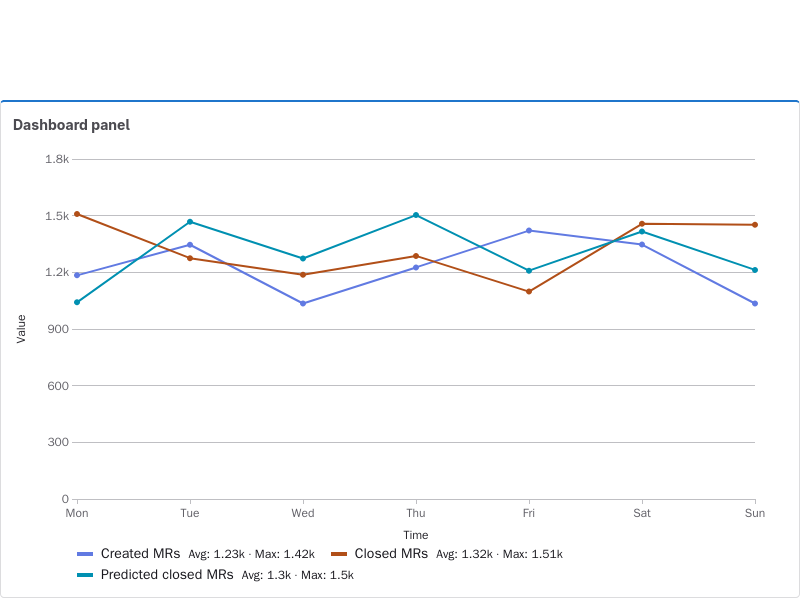 Dashboard panel
1.8k
1.5k
1.2k
900
600
300
0
Value
Mon Tue Wed Thu Fri Sat Sun
Time
Created MRs Avg: 1.23k · Max: 1.42k Closed MRs Avg: 1.32k · Max: 1.51k
Predicted closed MRs Avg: 1.3k · Max: 1.5k